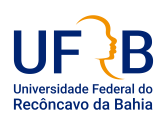 UFRB
Universidade Federal do
Recôncavo da Bahia